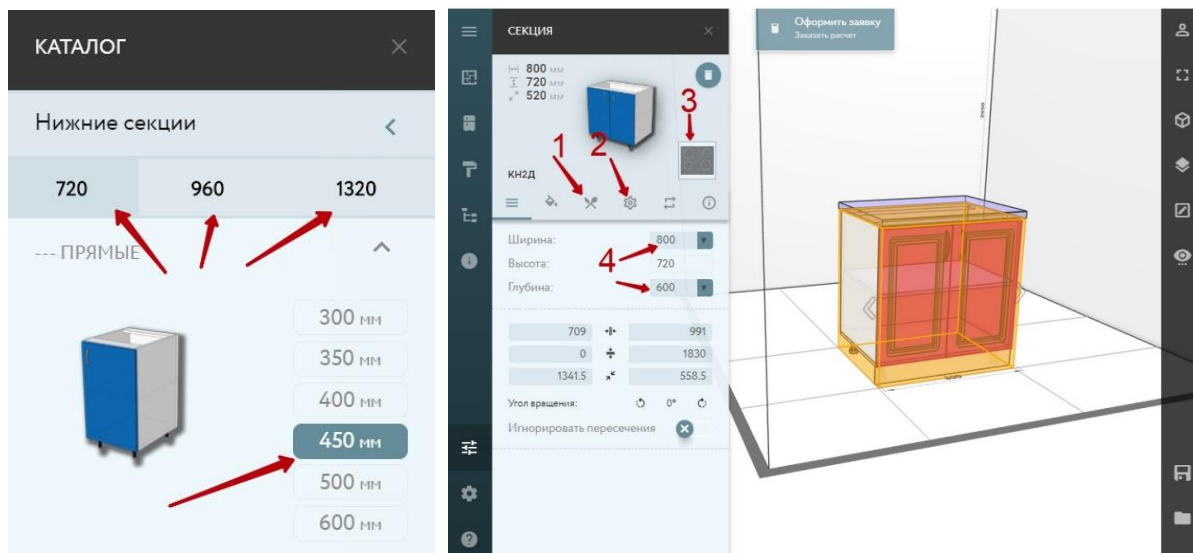 КАТАЛОГ
Нижние секции
720 960 1320
--- ПРЯМЫЕ
300 мм
350 мм
400 мм
450 мм
500 мм
600 мм
СЕКЦИЯ
800 мм
720 мм
520 мм
3
1 2
КН2Д
Ширина: 800
Высота: 720
4
Глубина: 600
709 991
0 1830
1341.5 558.5
Угол вращения: 0°
Игнорировать пересечения
Оформить заявку
Заказать расчет